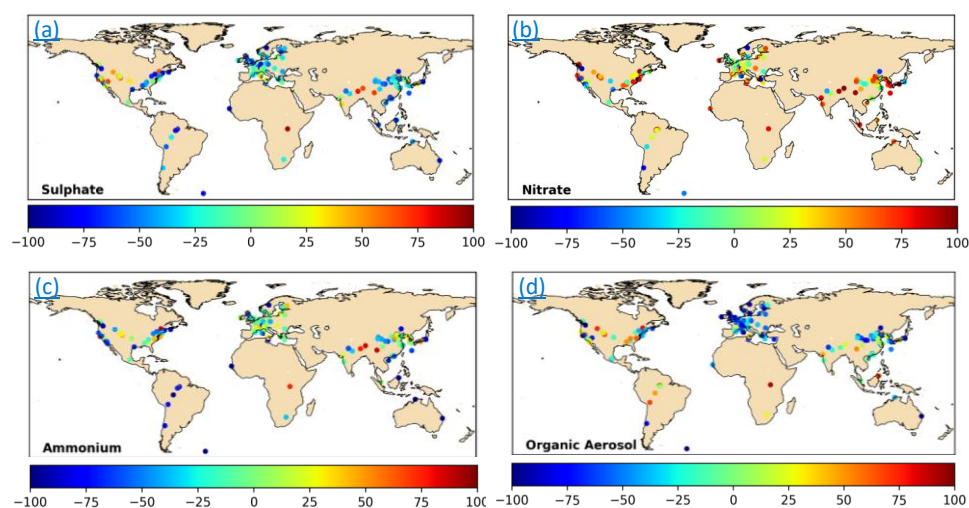 (a) (b)
Sulphate Nitrate
−100 −75 −50 −25 0 25 50 75 100 −100 −75 −50 −25 0 25 50 75 100
(c) (d)
Ammonium Organic Aerosol
−100 −75 −50 −25 0 25 50 75 100 −100 −75 −50 −25 0 25 50 75 100